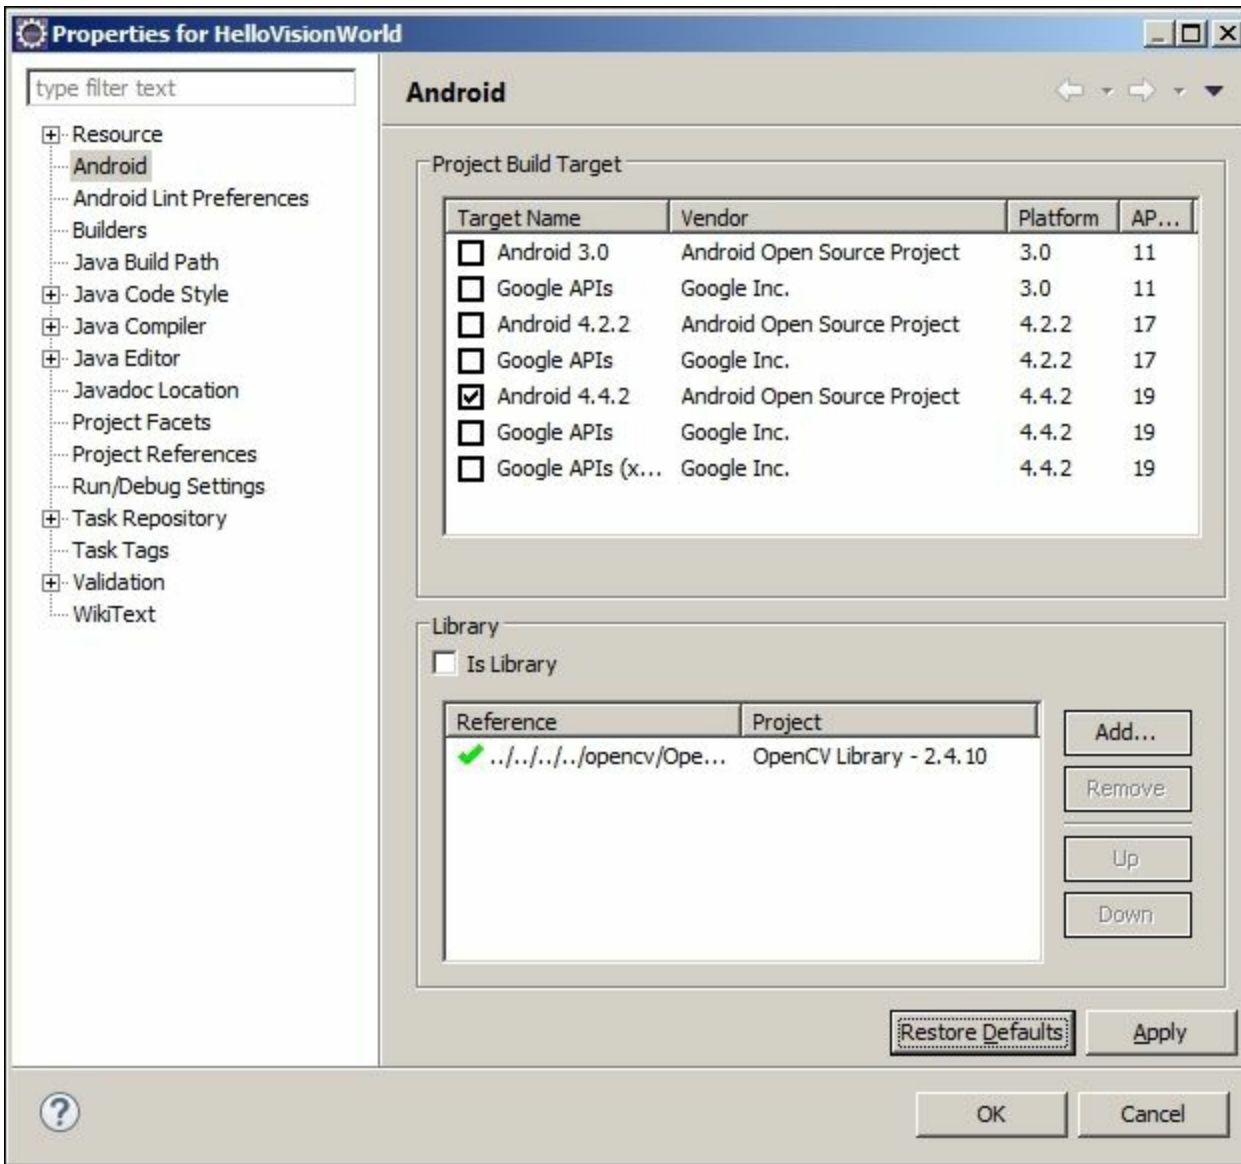 Properties for HelloVisionWorld
type filter text
Resource
Android
Android Lint Preferences
Builders
Java Build Path
Java Code Style
Java Compiler
Java Editor
Javadoc Location
Project Facets
Project References
Run/Debug Settings
Task Repository
Task Tags
Validation
WikiText
Android
Project Build Target
Target Name Vendor Platform AP...
Android 3.0 Android Open Source Project 3.0 11
Google APIs Google Inc. 3.0 11
Android 4.2.2 Android Open Source Project 4.2.2 17
Google APIs Google Inc. 4.2.2 17
Android 4.4.2 Android Open Source Project 4.4.2 19
Google APIs Google Inc. 4.4.2 19
Google APIs (x... Google Inc. 4.4.2 19
Library
Is Library
Reference Project
../../../../opencv/Ope... OpenCV Library - 2.4.10
Add...
Remove
Up
Down
Restore Defaults Apply
? OK Cancel